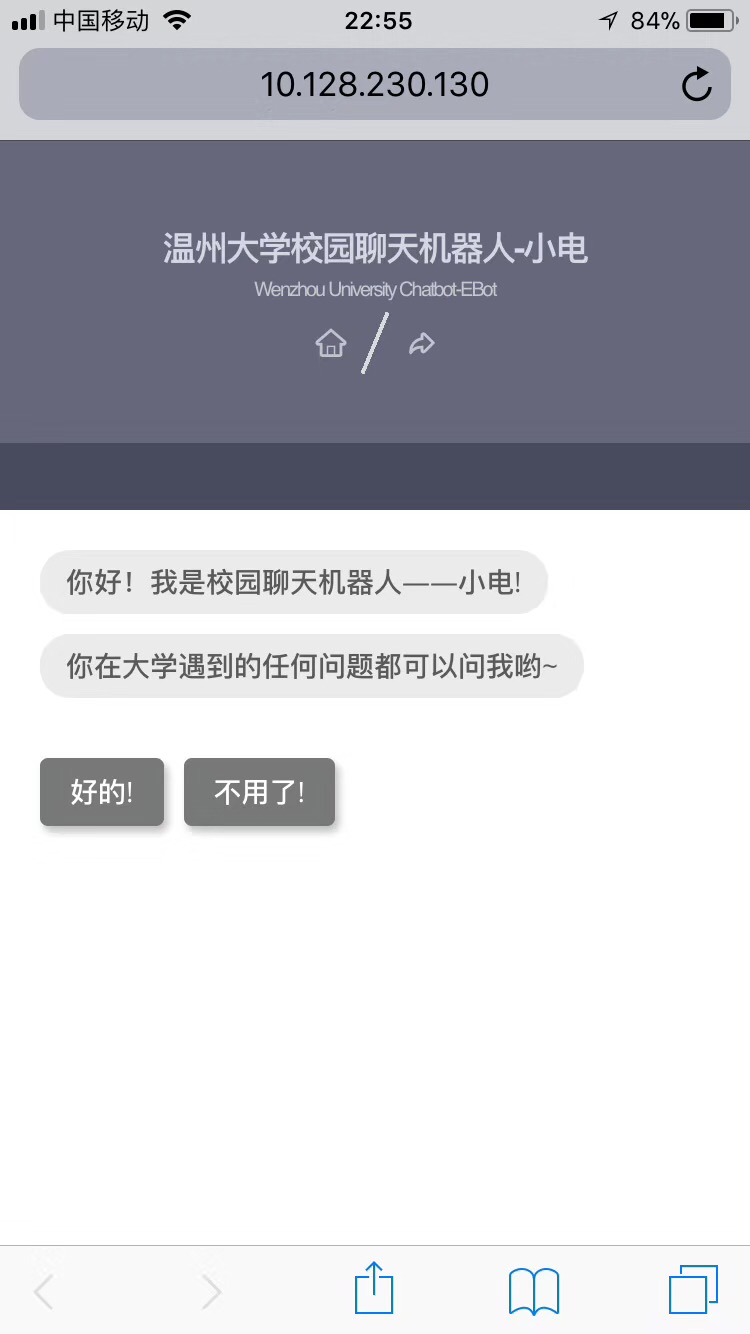 中国移动
22:55
84%
10.128.230.130
温州大学校园聊天机器人-小电
Wenzhou University Chatbot-EBot
你好！我是校园聊天机器人——小电!
你在大学遇到的任何问题都可以问我哟~
好的!
不用了!